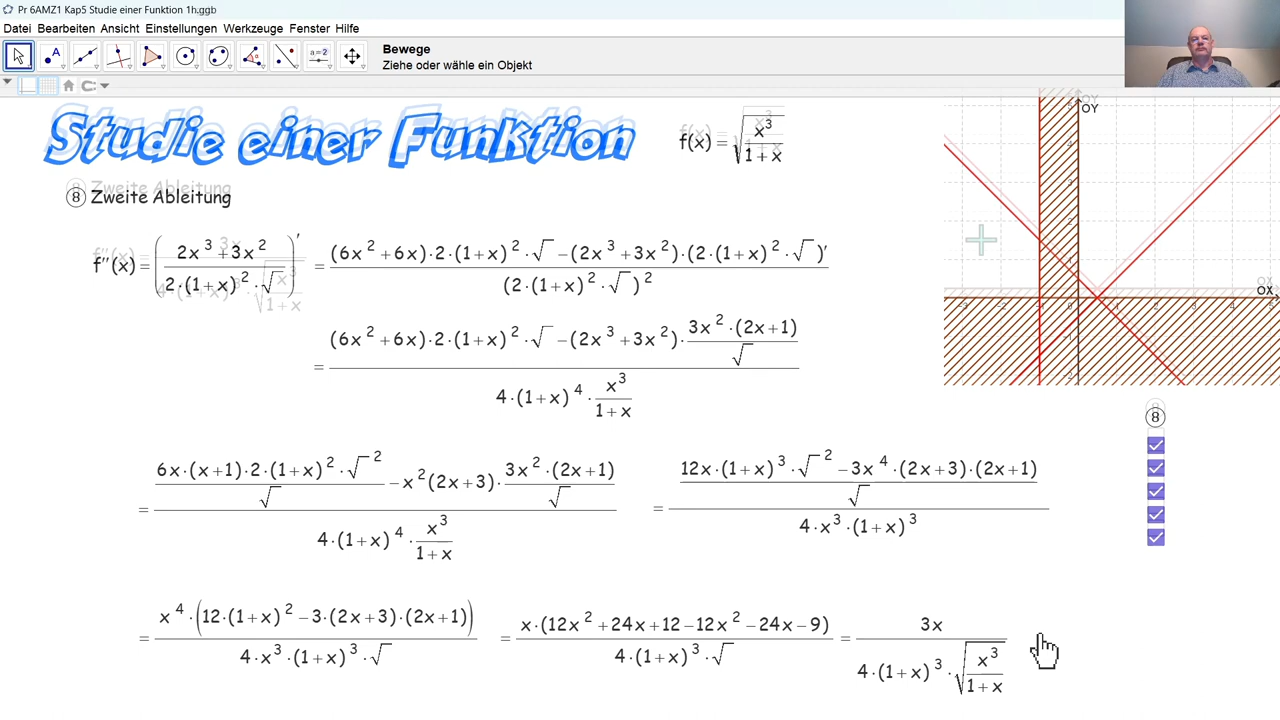 Pr 6AMZ1 Kap5 Studie einer Funktion 1h.ggb
Datei Bearbeiten Ansicht Einstellungen Werkzeuge Fenster Hilfe
A
a=2
Bewege
Ziehe oder wähle ein Objekt
Studie einer Funktion
f(x) = √(x³/(1+x))
⑧ Zweite Ableitung
f''(x) = ((2x³+3x²)/(2·(1+x)²·√))' = ((6x²+6x)·2·(1+x)²·√ −(2x³+3x²)·(2·(1+x)²·√)')/(2·(1+x)²·√)²
= ((6x²+6x)·2·(1+x)²·√ −(2x³+3x²)·(3x²·(2x+1))/√)/(4·(1+x)⁴·x³/(1+x))
= ((6x·(x+1)·2·(1+x)²·√²)/√ −x²(2x+3)·(3x²·(2x+1))/√)/(4·(1+x)⁴·x³/(1+x)) = ((12x·(1+x)³·√² −3x⁴·(2x+3)·(2x+1))/√)/(4·x³·(1+x)³)
= (x⁴·(12·(1+x)² −3·(2x+3)·(2x+1)))/(4·x³·(1+x)³·√) = (x·(12x²+24x+12−12x²−24x−9))/(4·(1+x)³·√) = 3x/(4·(1+x)³·√(x³/(1+x)))
OY
OX
⑧